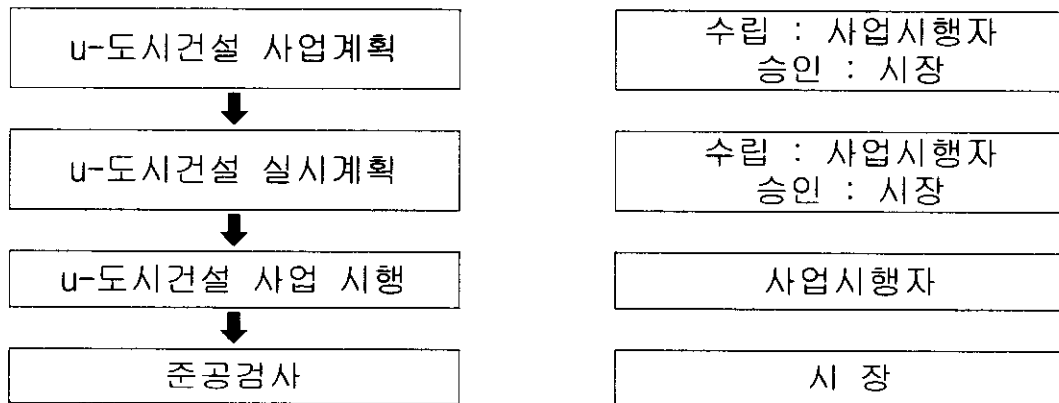 u-도시건설 사업계획
수립 : 사업시행자
승인 : 시장
u-도시건설 실시계획
수립 : 사업시행자
승인 : 시장
u-도시건설 사업 시행
사업시행자
준공검사
시 장